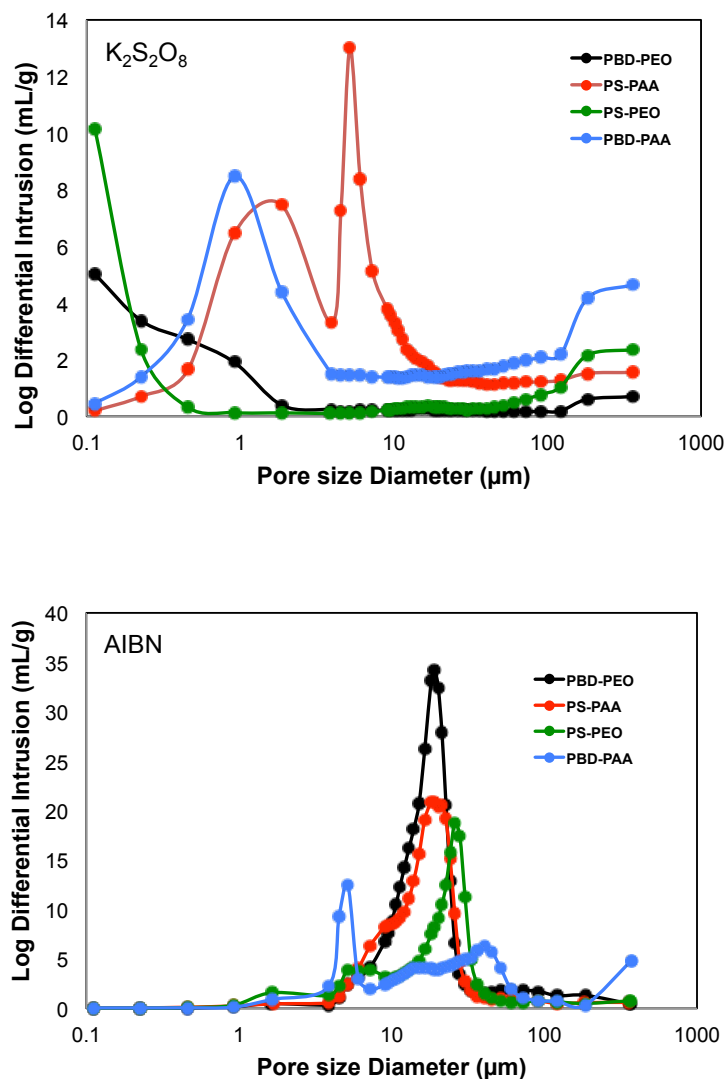 14
12
10
8
6
4
2
0
Log Differential Intrusion (mL/g)
K₂S₂O₈
PBD-PEO
PS-PAA
PS-PEO
PBD-PAA
0.1 1 10 100 1000
Pore size Diameter (µm)
40
35
30
25
20
15
10
5
0
Log Differential Intrusion (mL/g)
AIBN
PBD-PEO
PS-PAA
PS-PEO
PBD-PAA
0.1 1 10 100 1000
Pore size Diameter (µm)